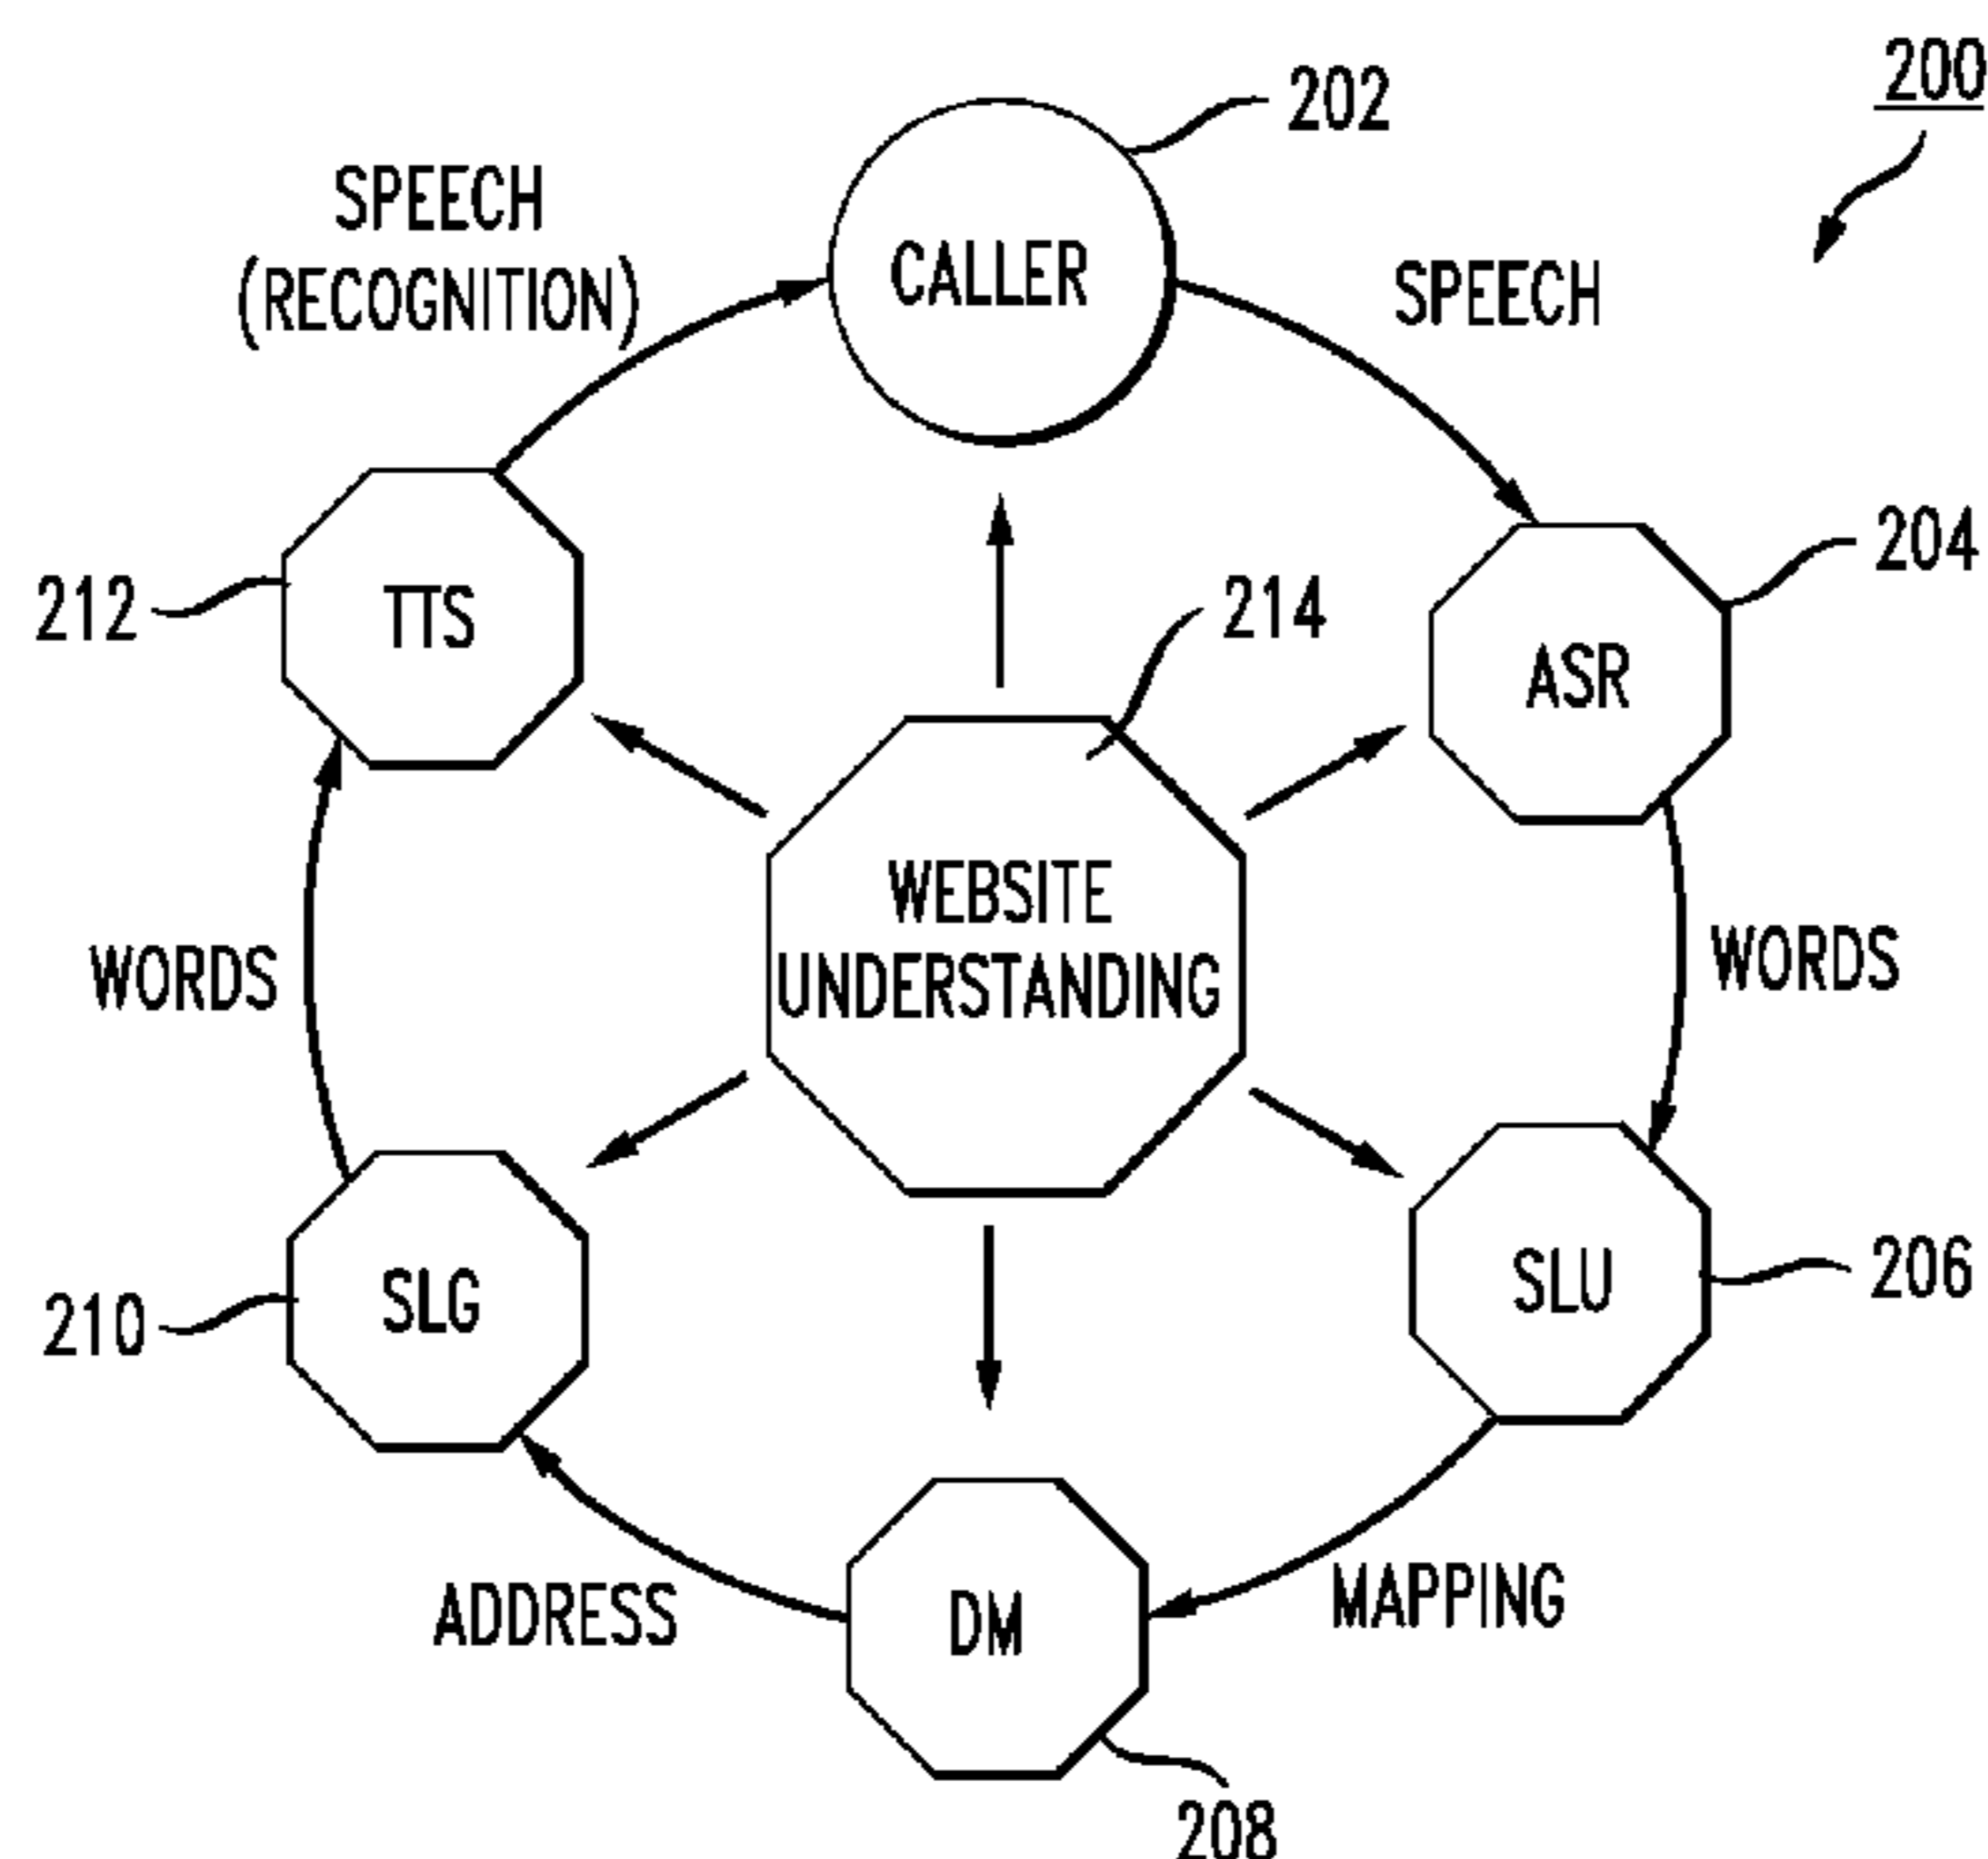 200
202
SPEECH
(RECOGNITION)
CALLER
SPEECH
204
212
TTS
214
ASR
WEBSITE
UNDERSTANDING
WORDS
WORDS
210
SLG
SLU
206
ADDRESS
DM
MAPPING
208